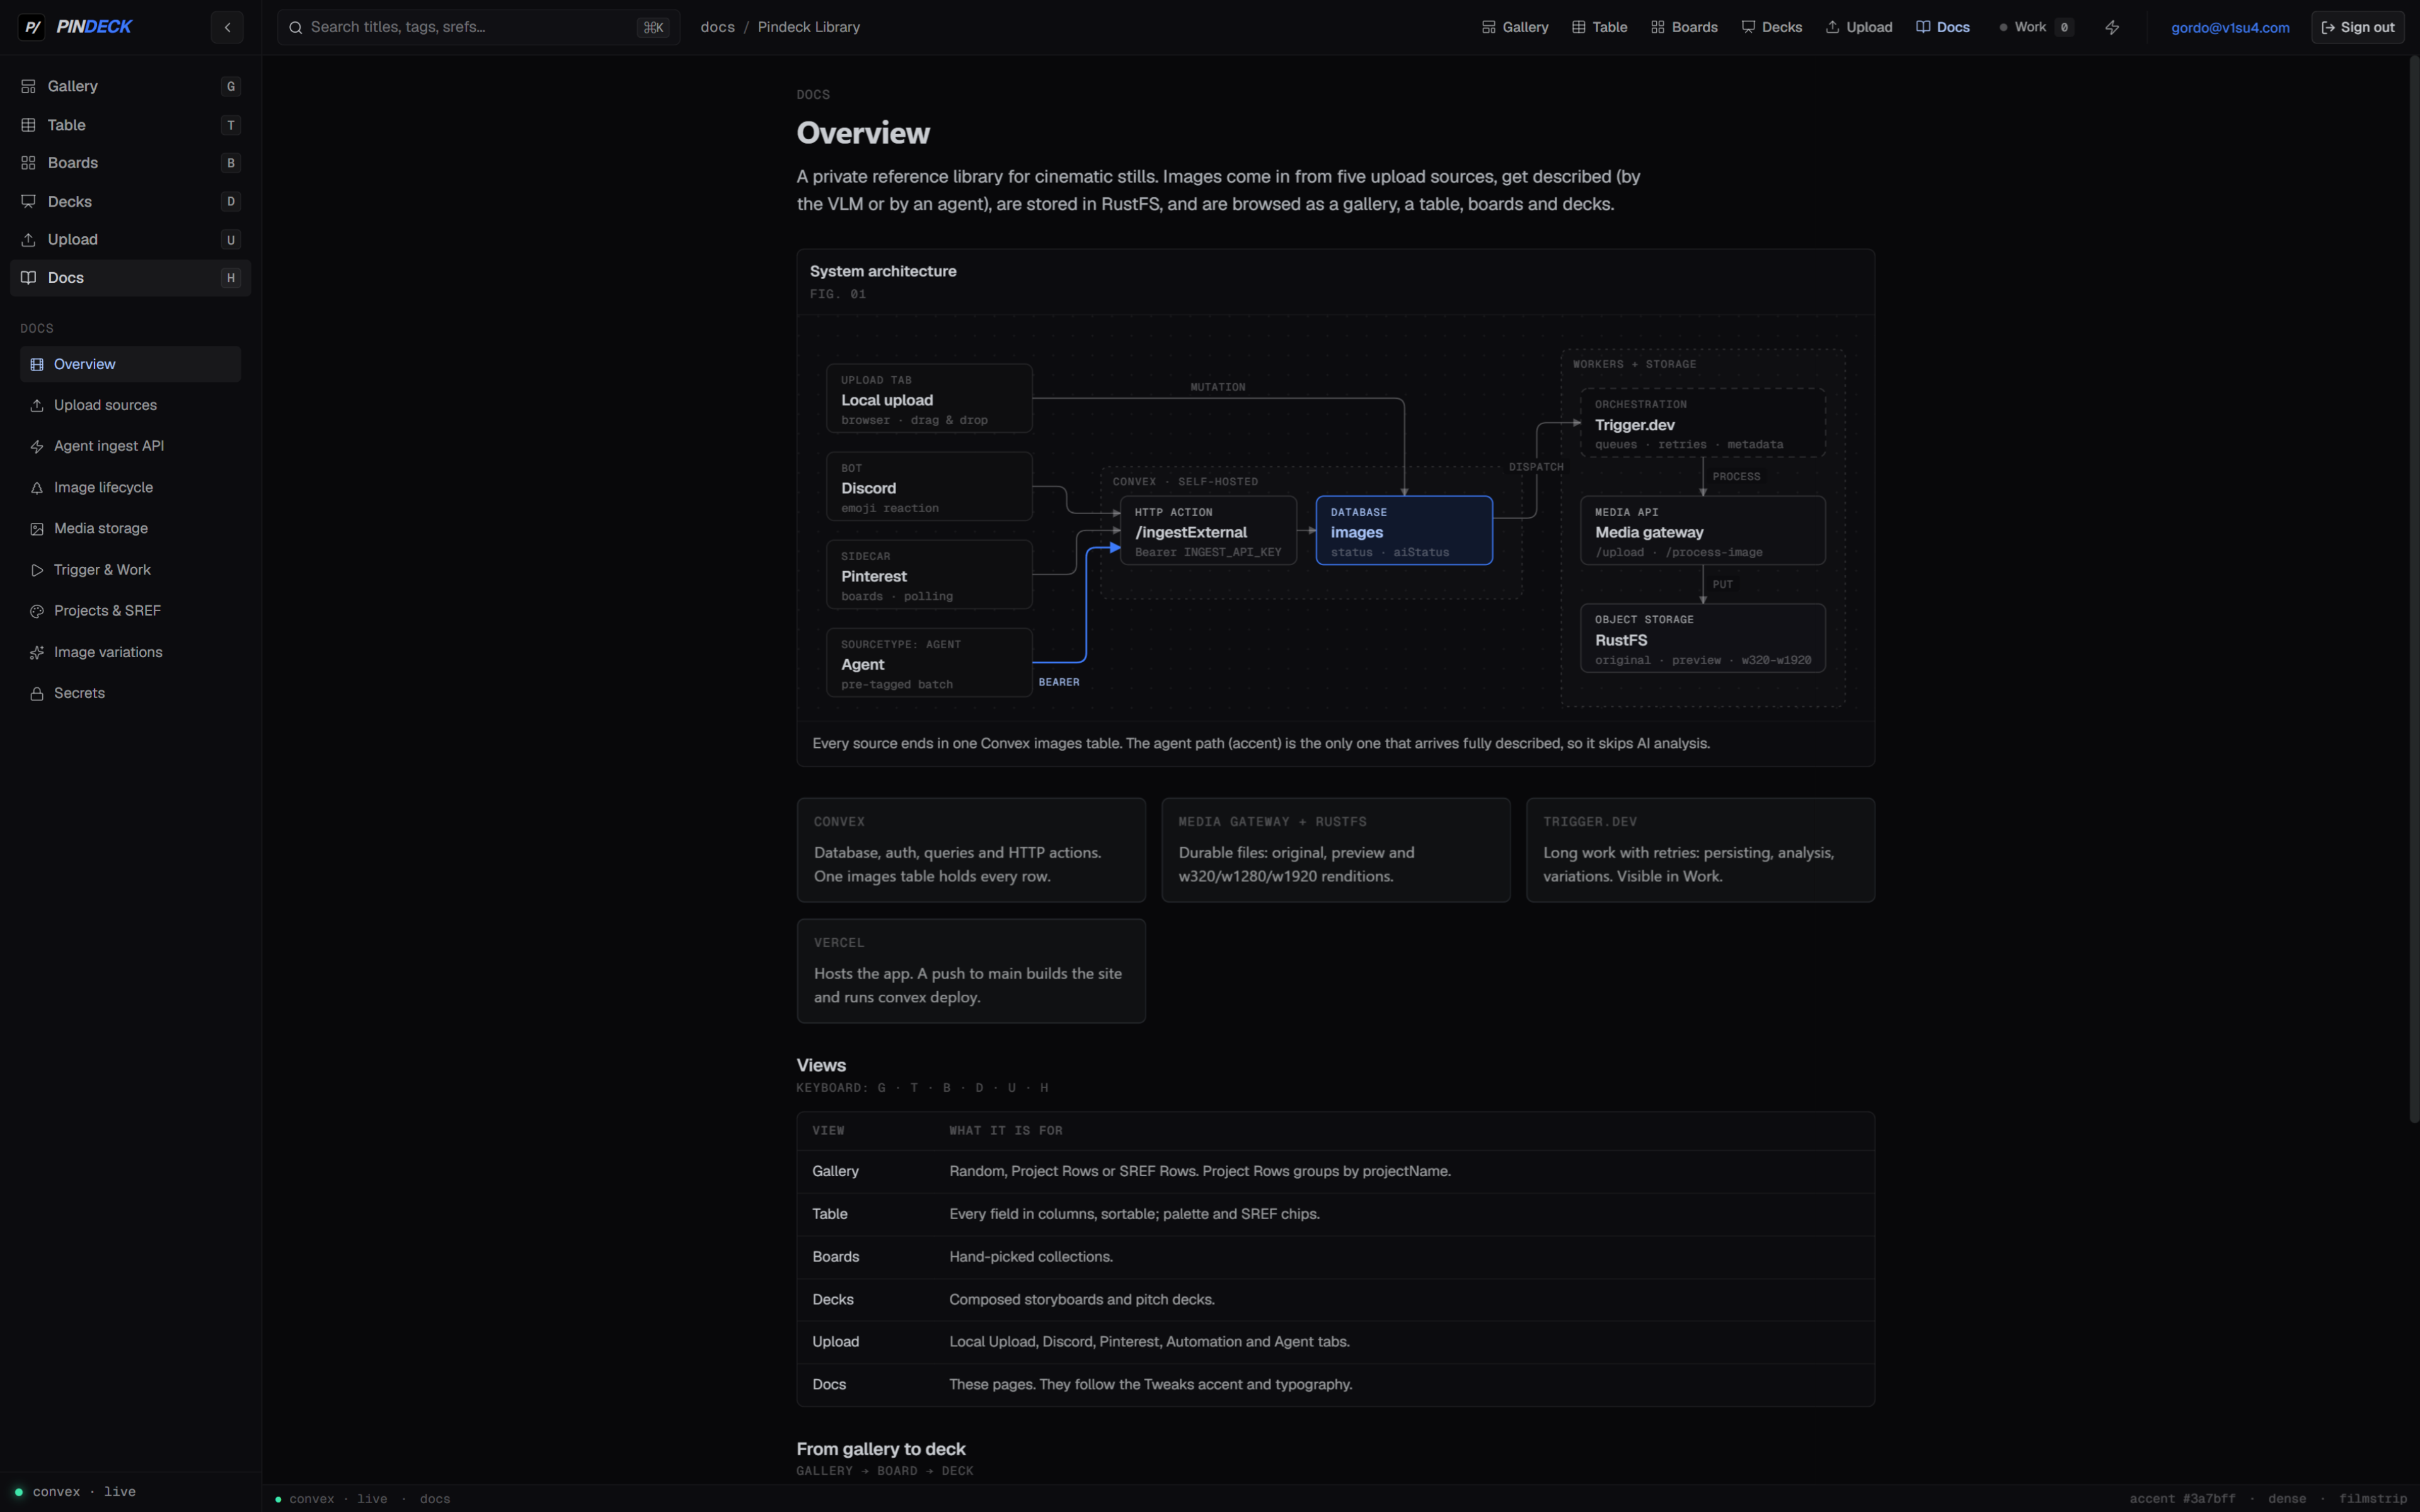 P/ PINDECK
Search titles, tags, srefs... ⌘K
docs / Pindeck Library
Gallery
Table
Boards
Decks
Upload
Docs
Work 0
gordo@v1su4.com
Sign out
Gallery G
Table T
Boards B
Decks D
Upload U
Docs H
DOCS
Overview
Upload sources
Agent ingest API
Image lifecycle
Media storage
Trigger & Work
Projects & SREF
Image variations
Secrets
convex · live
DOCS
Overview
A private reference library for cinematic stills. Images come in from five upload sources, get described (by
the VLM or by an agent), are stored in RustFS, and are browsed as a gallery, a table, boards and decks.
System architecture
FIG. 01
UPLOAD TAB
Local upload
browser · drag & drop
MUTATION
BOT
Discord
emoji reaction
SIDECAR
Pinterest
boards · polling
SOURCETYPE: AGENT
Agent
pre-tagged batch
BEARER
CONVEX · SELF-HOSTED
HTTP ACTION
/ingestExternal
Bearer INGEST_API_KEY
DATABASE
images
status · aiStatus
DISPATCH
WORKERS + STORAGE
ORCHESTRATION
Trigger.dev
queues · retries · metadata
PROCESS
MEDIA API
Media gateway
/upload · /process-image
PUT
OBJECT STORAGE
RustFS
original · preview · w320-w1920
Every source ends in one Convex images table. The agent path (accent) is the only one that arrives fully described, so it skips AI analysis.
CONVEX
Database, auth, queries and HTTP actions.
One images table holds every row.
MEDIA GATEWAY + RUSTFS
Durable files: original, preview and
w320/w1280/w1920 renditions.
TRIGGER.DEV
Long work with retries: persisting, analysis,
variations. Visible in Work.
VERCEL
Hosts the app. A push to main builds the site
and runs convex deploy.
Views
KEYBOARD: G · T · B · D · U · H
VIEW WHAT IT IS FOR
Gallery Random, Project Rows or SREF Rows. Project Rows groups by projectName.
Table Every field in columns, sortable; palette and SREF chips.
Boards Hand-picked collections.
Decks Composed storyboards and pitch decks.
Upload Local Upload, Discord, Pinterest, Automation and Agent tabs.
Docs These pages. They follow the Tweaks accent and typography.
From gallery to deck
GALLERY → BOARD → DECK
convex · live · docs
accent #3a7bff · dense · filmstrip